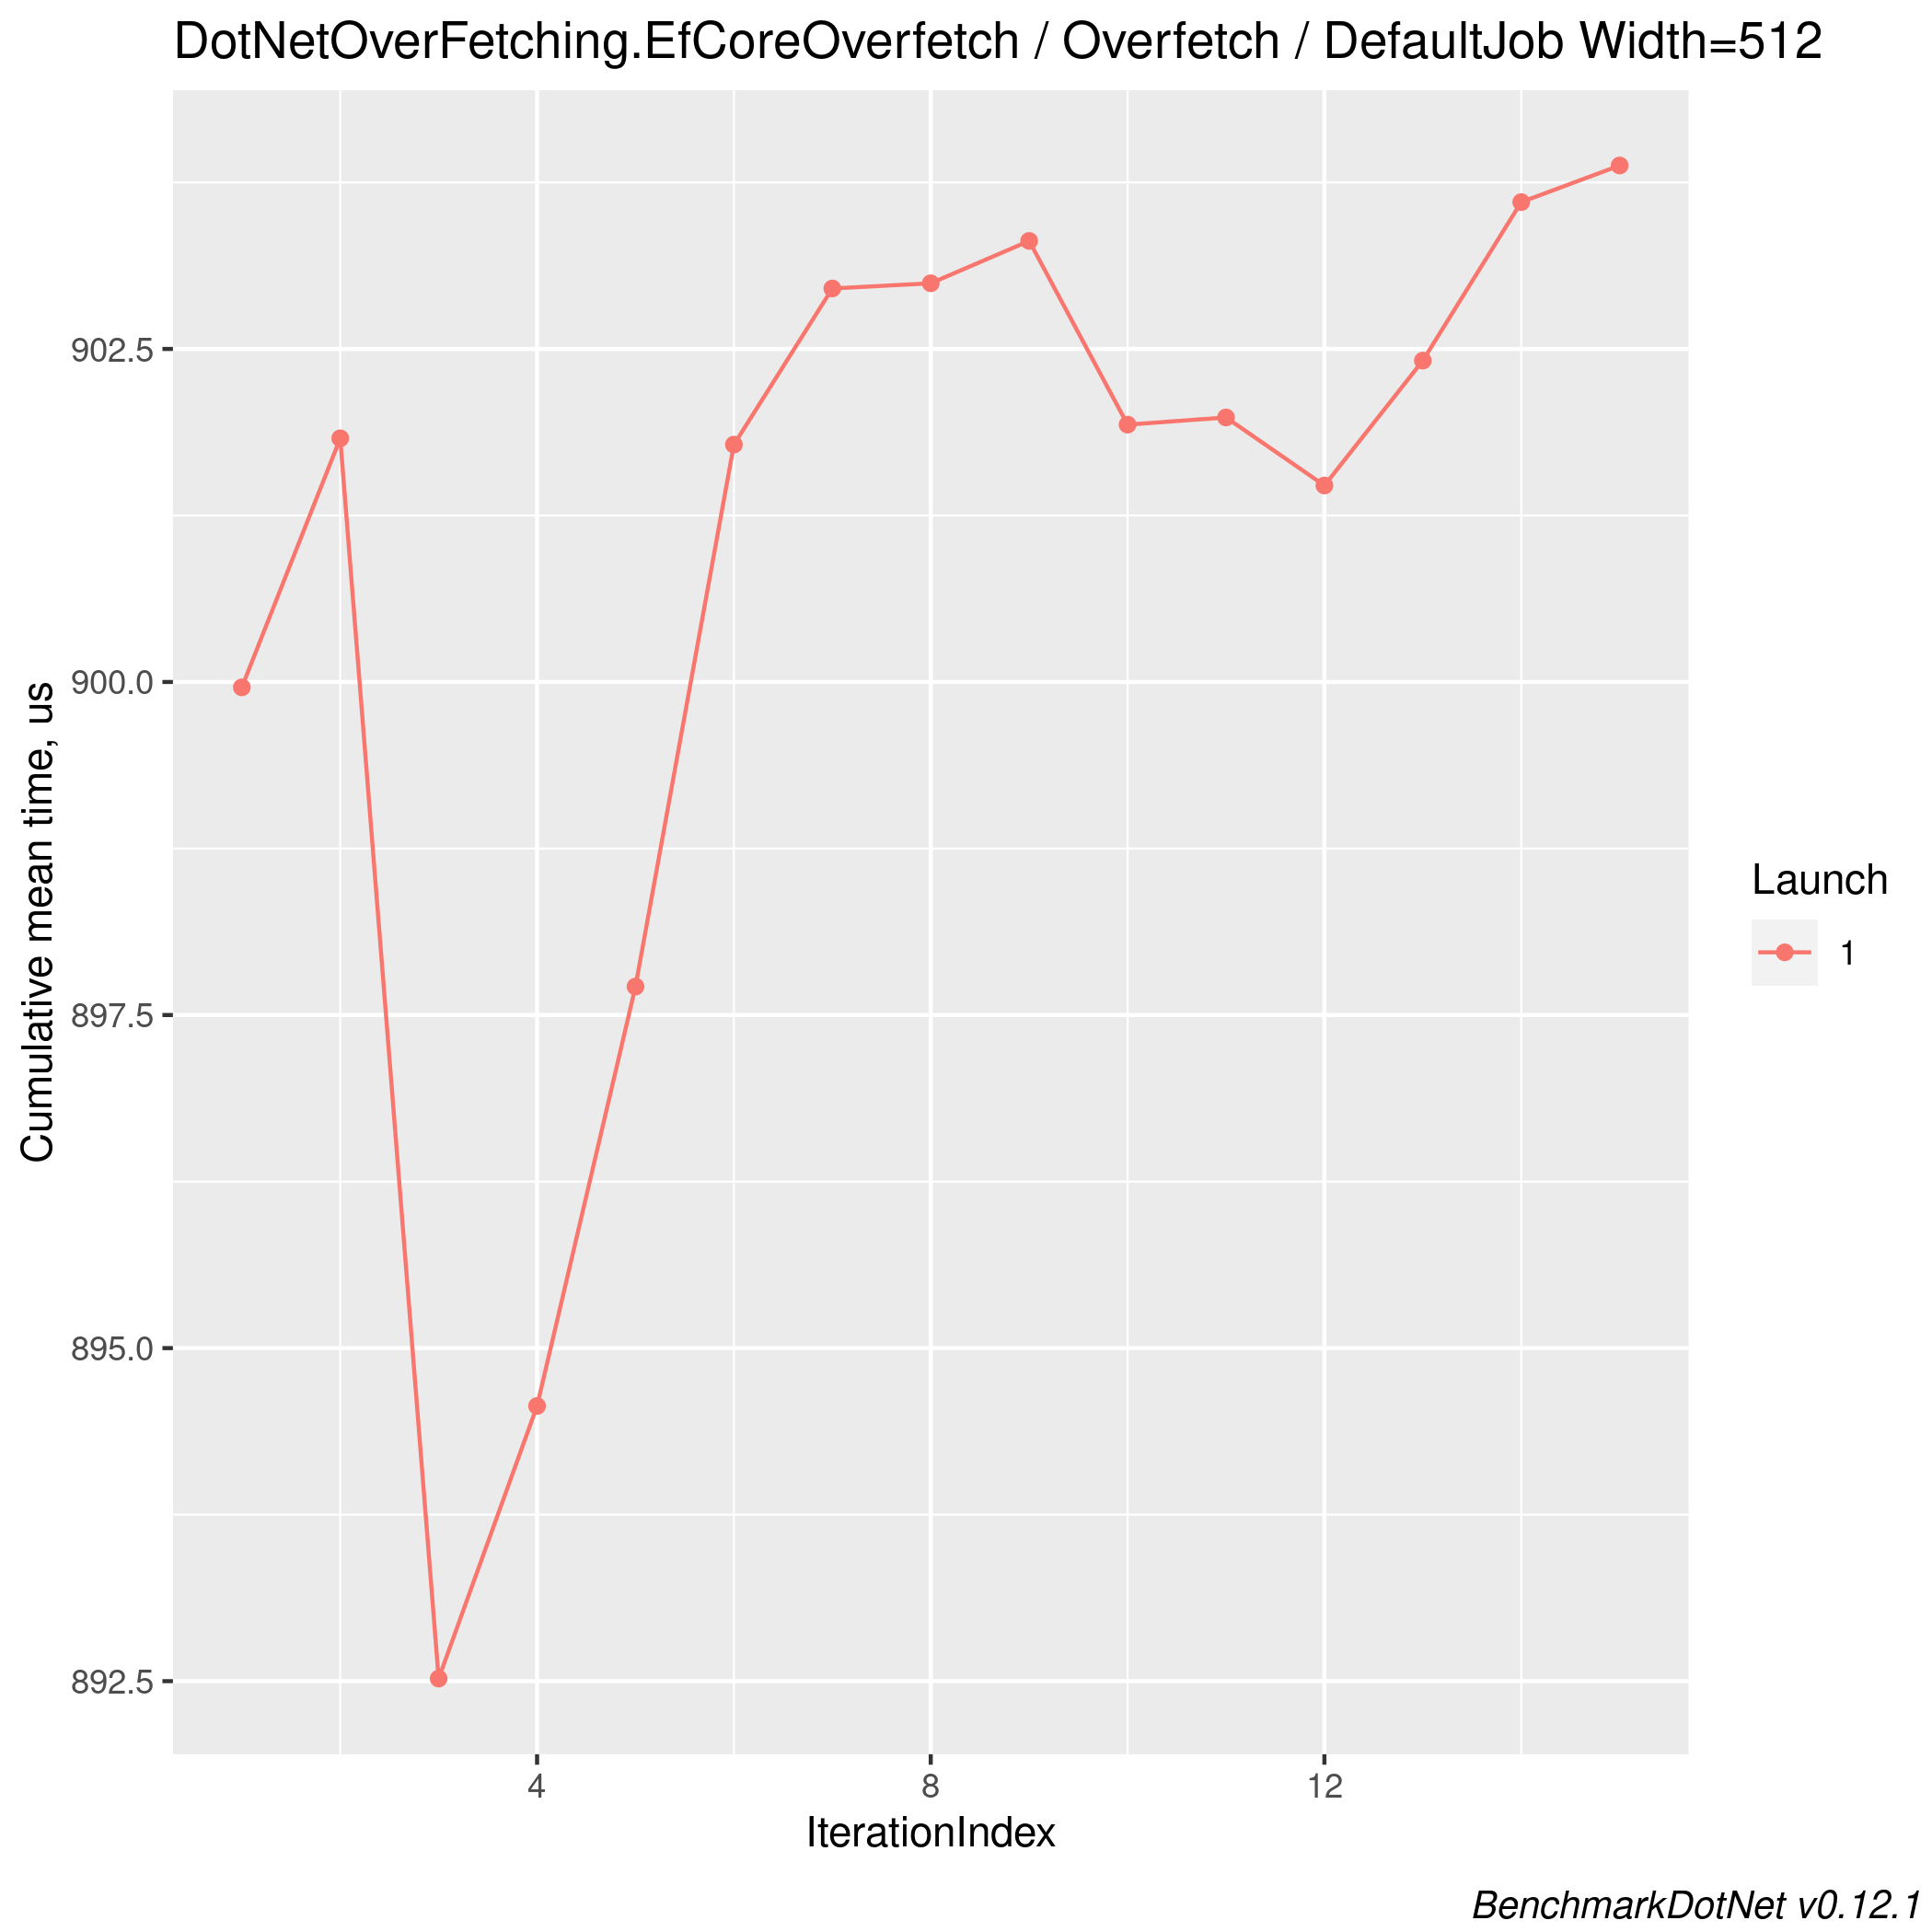 DotNetOverFetching.EfCoreOverfetch / Overfetch / DefaultJob Width=512
Cumulative mean time, us
902.5
900.0
897.5
895.0
892.5
4
8
12
IterationIndex
Launch
1
BenchmarkDotNet v0.12.1